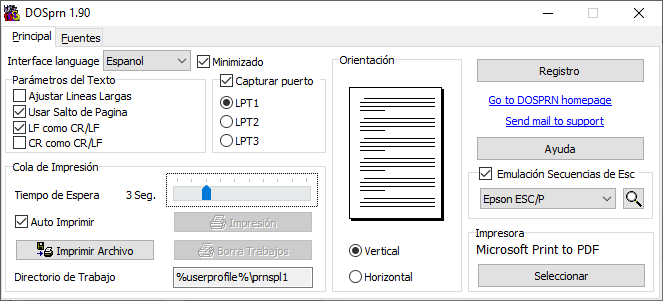 DOSprn 1.90
Principal
Fuentes
Interface language
Espanol
Minimizado
Parámetros del Texto
Ajustar Lineas Largas
Usar Salto de Pagina
LF como CR/LF
CR como CR/LF
Capturar puerto
LPT1
LPT2
LPT3
Cola de Impresión
Tiempo de Espera
3 Seg.
Auto Imprimir
Impresión
Imprimir Archivo
Borra Trabajos
Directorio de Trabajo
%userprofile%\prnspl1
Orientación
Vertical
Horizontal
Registro
Go to DOSPRN homepage
Send mail to support
Ayuda
Emulación Secuencias de Esc
Epson ESC/P
Impresora
Microsoft Print to PDF
Seleccionar